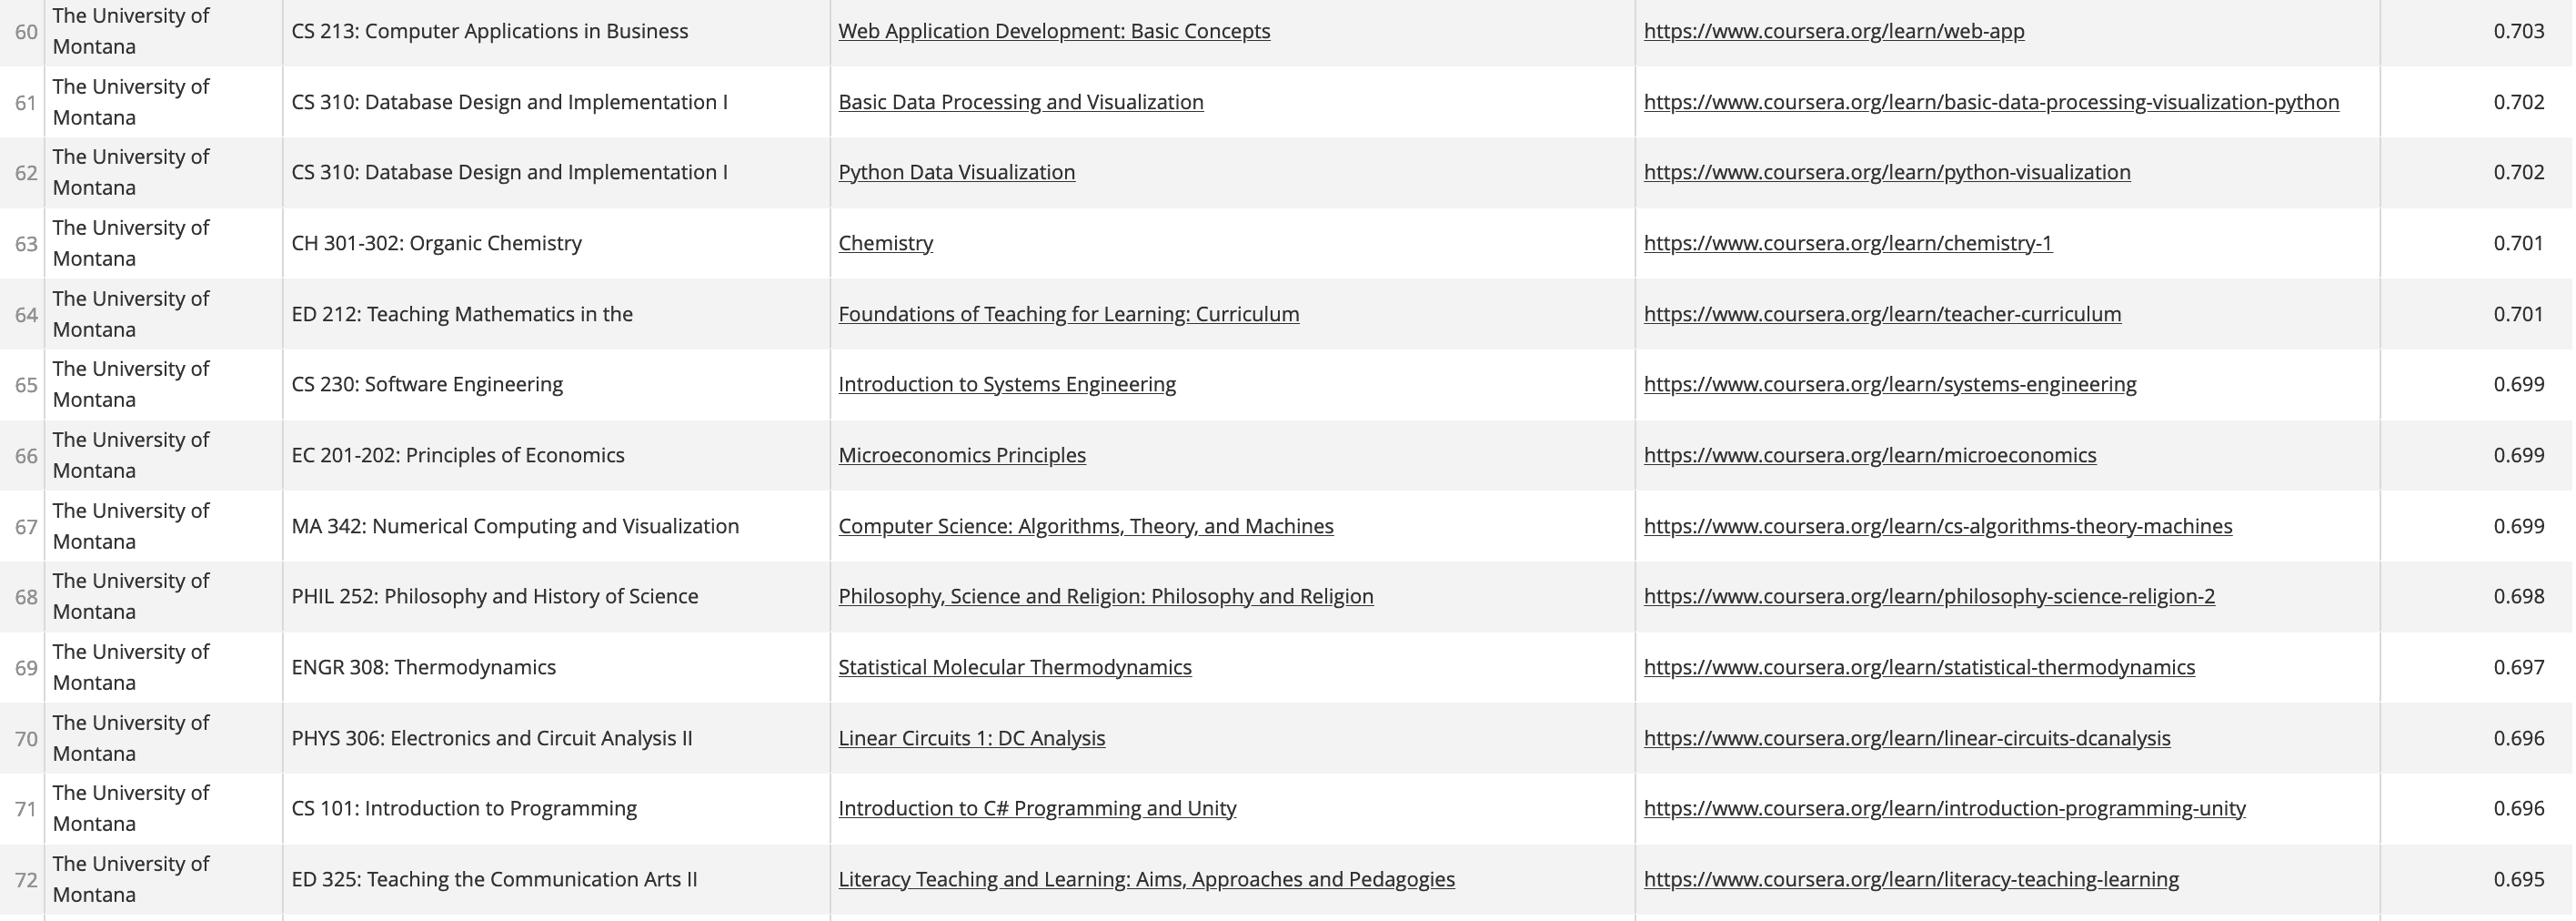 60 The University of Montana CS 213: Computer Applications in Business Web Application Development: Basic Concepts https://www.coursera.org/learn/web-app 0.703
61 The University of Montana CS 310: Database Design and Implementation I Basic Data Processing and Visualization https://www.coursera.org/learn/basic-data-processing-visualization-python 0.702
62 The University of Montana CS 310: Database Design and Implementation I Python Data Visualization https://www.coursera.org/learn/python-visualization 0.702
63 The University of Montana CH 301-302: Organic Chemistry Chemistry https://www.coursera.org/learn/chemistry-1 0.701
64 The University of Montana ED 212: Teaching Mathematics in the Foundations of Teaching for Learning: Curriculum https://www.coursera.org/learn/teacher-curriculum 0.701
65 The University of Montana CS 230: Software Engineering Introduction to Systems Engineering https://www.coursera.org/learn/systems-engineering 0.699
66 The University of Montana EC 201-202: Principles of Economics Microeconomics Principles https://www.coursera.org/learn/microeconomics 0.699
67 The University of Montana MA 342: Numerical Computing and Visualization Computer Science: Algorithms, Theory, and Machines https://www.coursera.org/learn/cs-algorithms-theory-machines 0.699
68 The University of Montana PHIL 252: Philosophy and History of Science Philosophy, Science and Religion: Philosophy and Religion https://www.coursera.org/learn/philosophy-science-religion-2 0.698
69 The University of Montana ENGR 308: Thermodynamics Statistical Molecular Thermodynamics https://www.coursera.org/learn/statistical-thermodynamics 0.697
70 The University of Montana PHYS 306: Electronics and Circuit Analysis II Linear Circuits 1: DC Analysis https://www.coursera.org/learn/linear-circuits-dcanalysis 0.696
71 The University of Montana CS 101: Introduction to Programming Introduction to C# Programming and Unity https://www.coursera.org/learn/introduction-programming-unity 0.696
72 The University of Montana ED 325: Teaching the Communication Arts II Literacy Teaching and Learning: Aims, Approaches and Pedagogies https://www.coursera.org/learn/literacy-teaching-learning 0.695